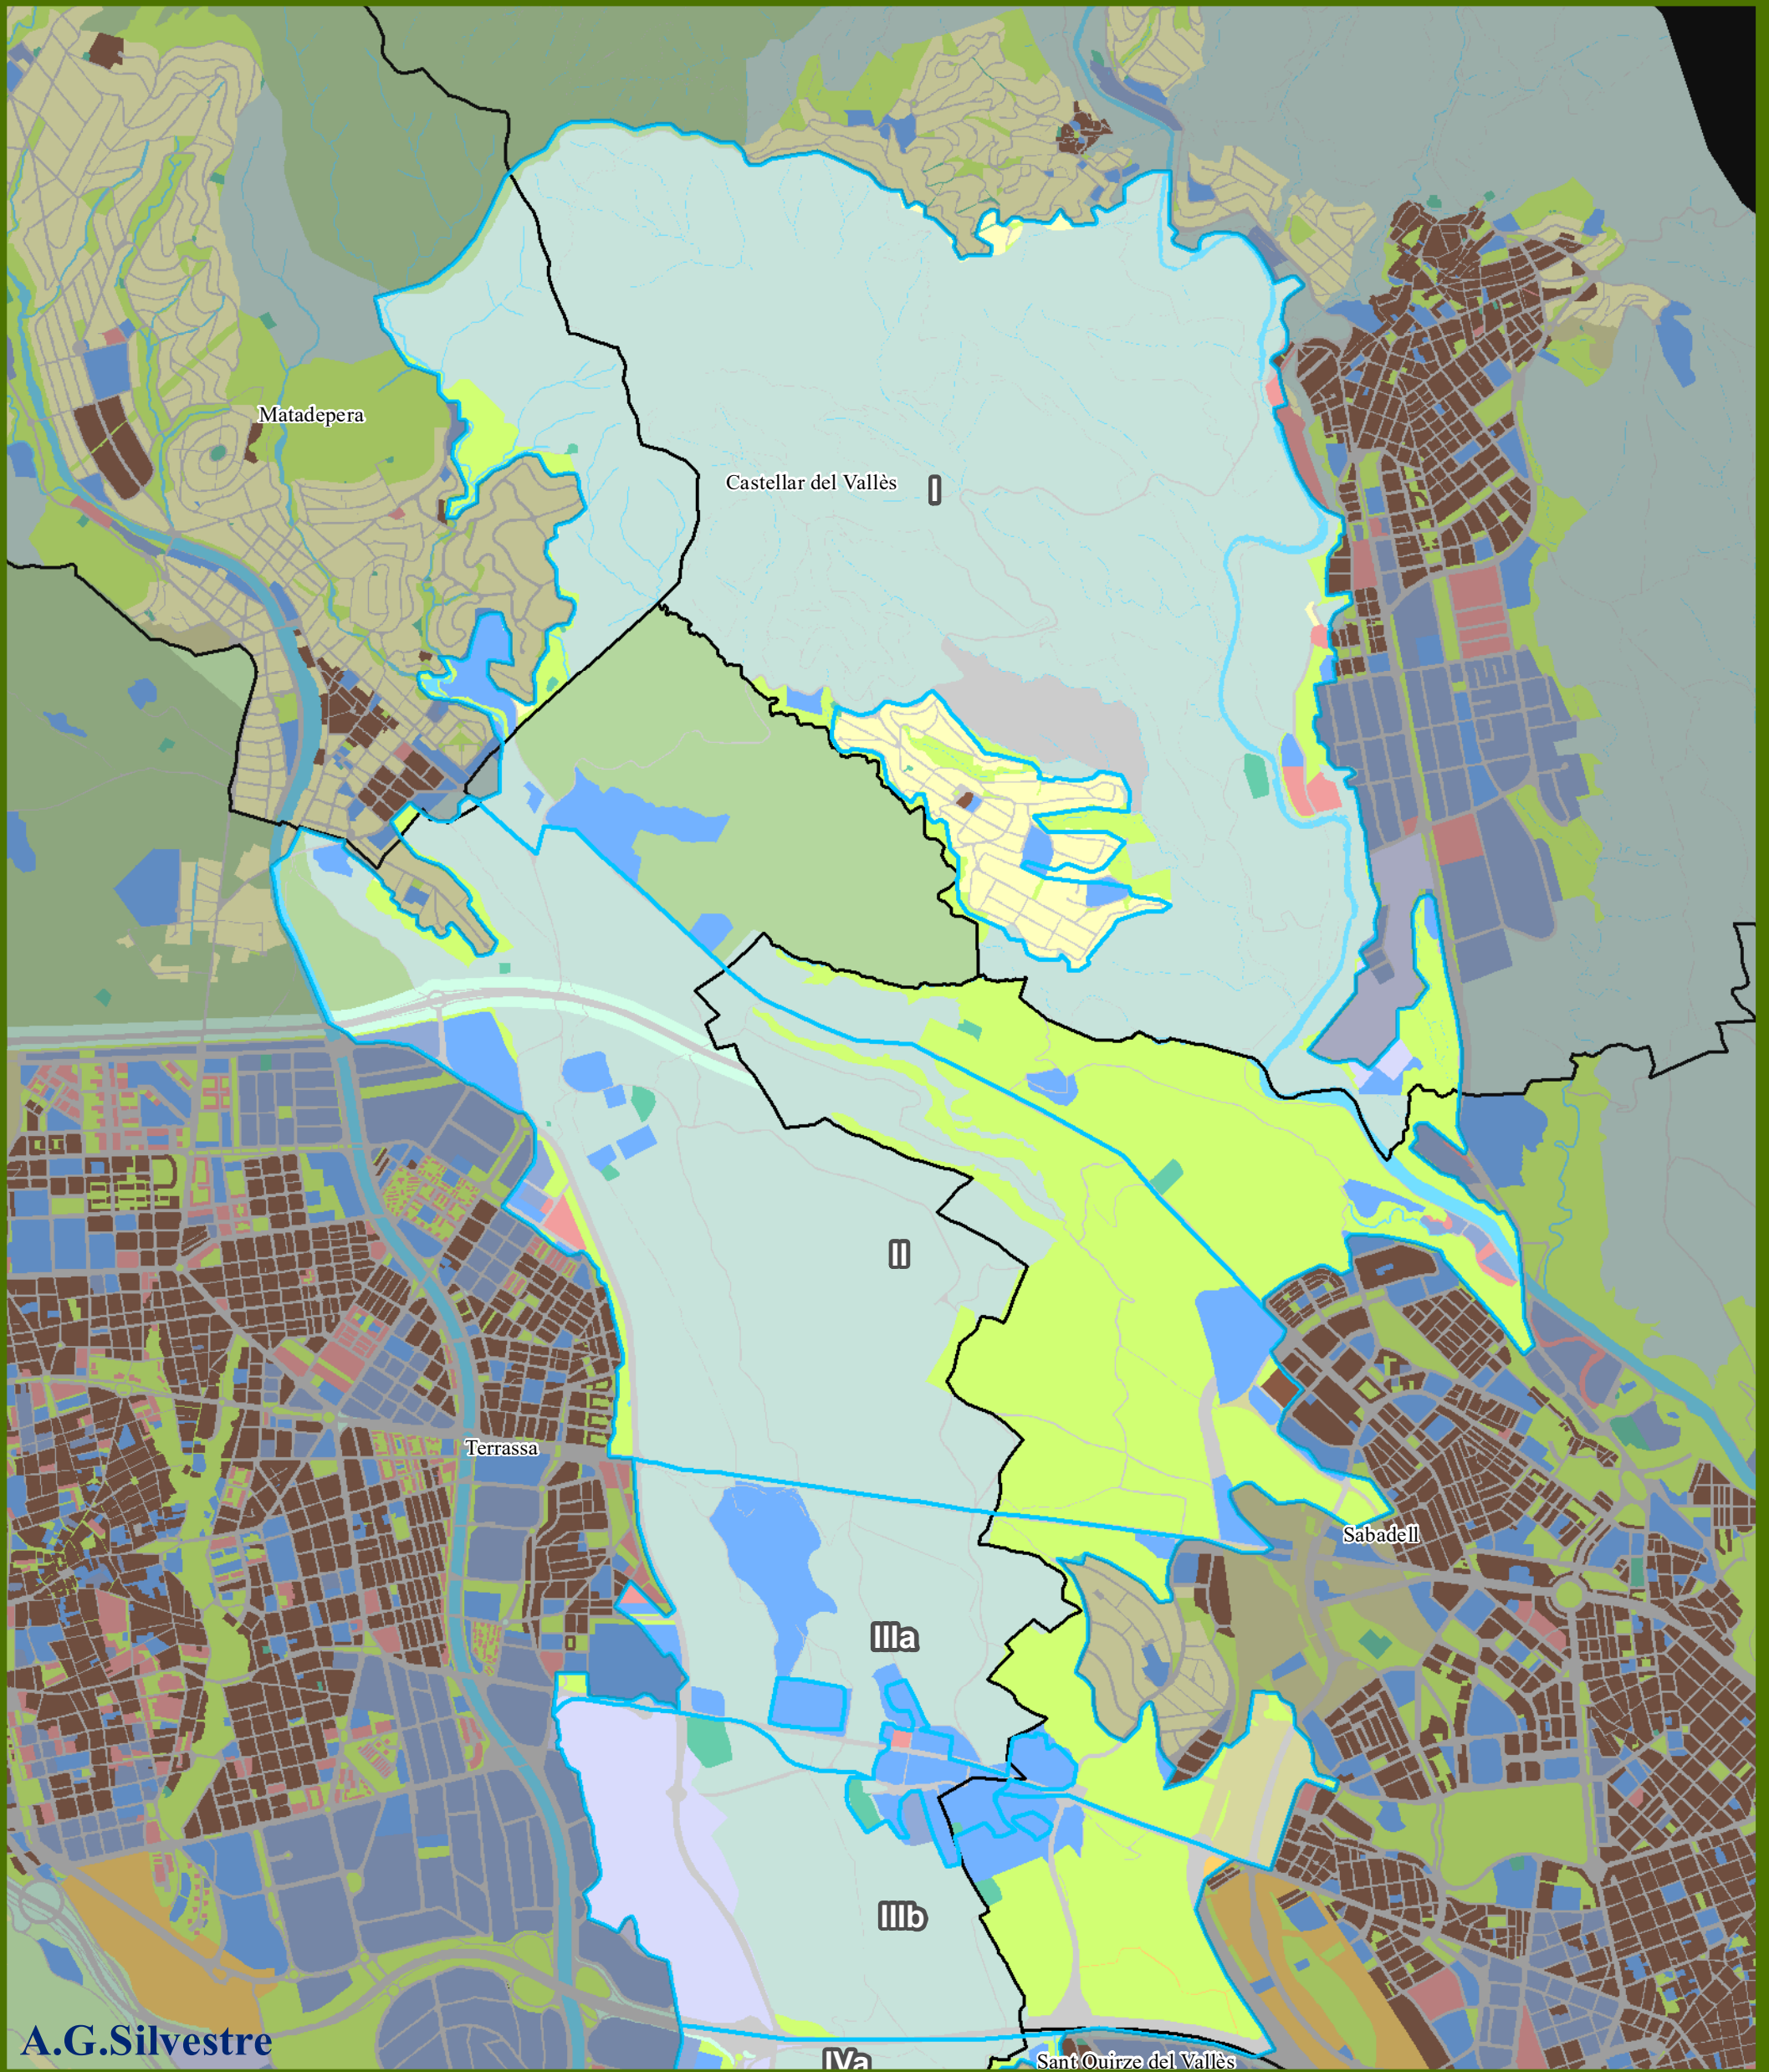 Matadepera
Castellar del Vallès
I
II
Terrassa
Sabadell
IIIa
IIIb
A.G.Silvestre
IVa
Sant Quirze del Vallès